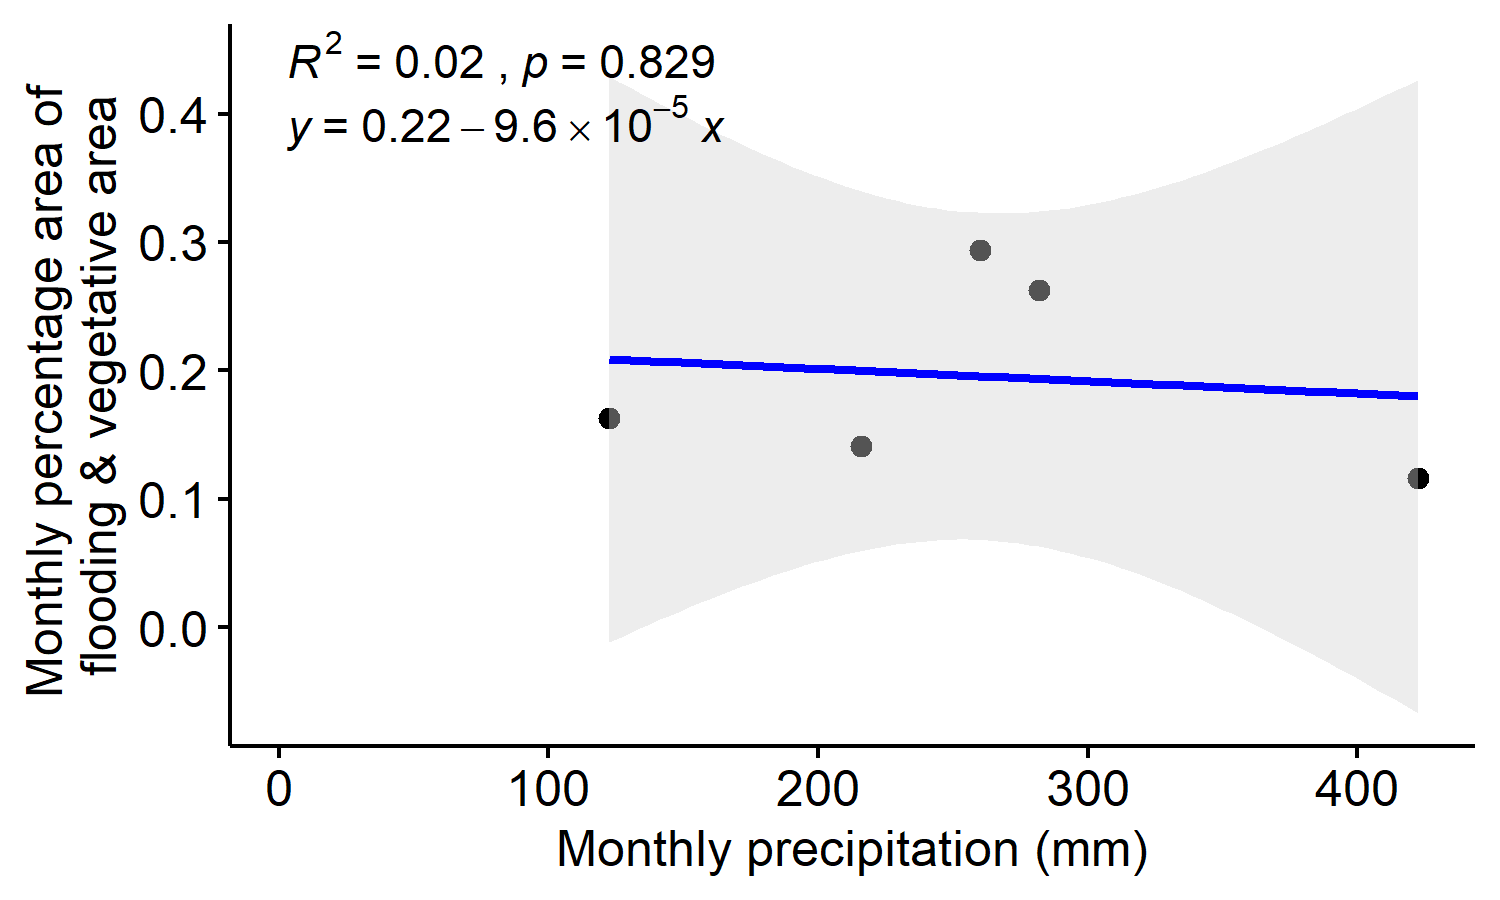 R² = 0.02 , p = 0.829
y = 0.22 − 9.6 × 10⁻⁵ x
Monthly percentage area of
flooding & vegetative area
0.4
0.3
0.2
0.1
0.0
0 100 200 300 400
Monthly precipitation (mm)